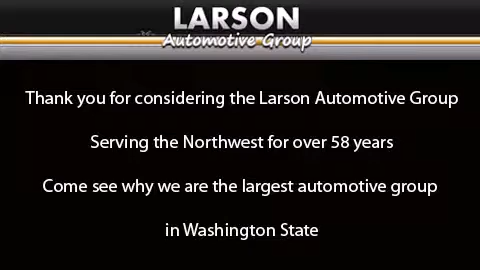 LARSON
Automotive Group
Thank you for considering the Larson Automotive Group
Serving the Northwest for over 58 years
Come see why we are the largest automotive group
in Washington State